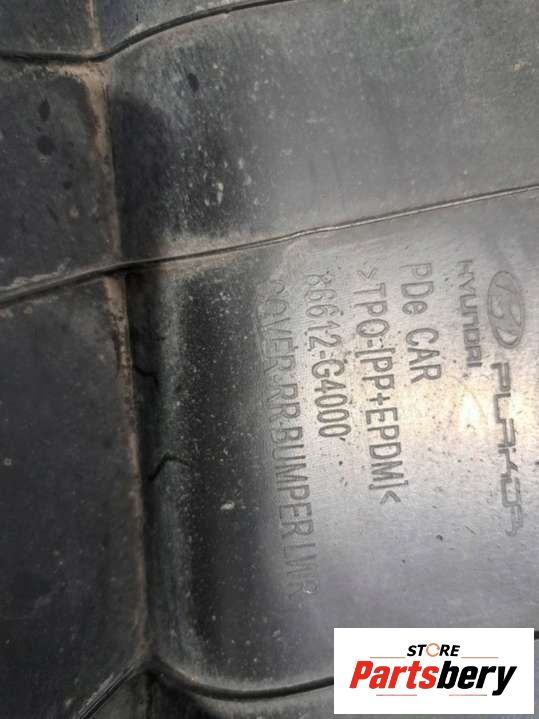 HYUNDAI PLAKOR
PDe CAR
>TPO-[PP+EPDM]<
86612-G4000
COVER-RR BUMPER LWR
STORE
Partsbery